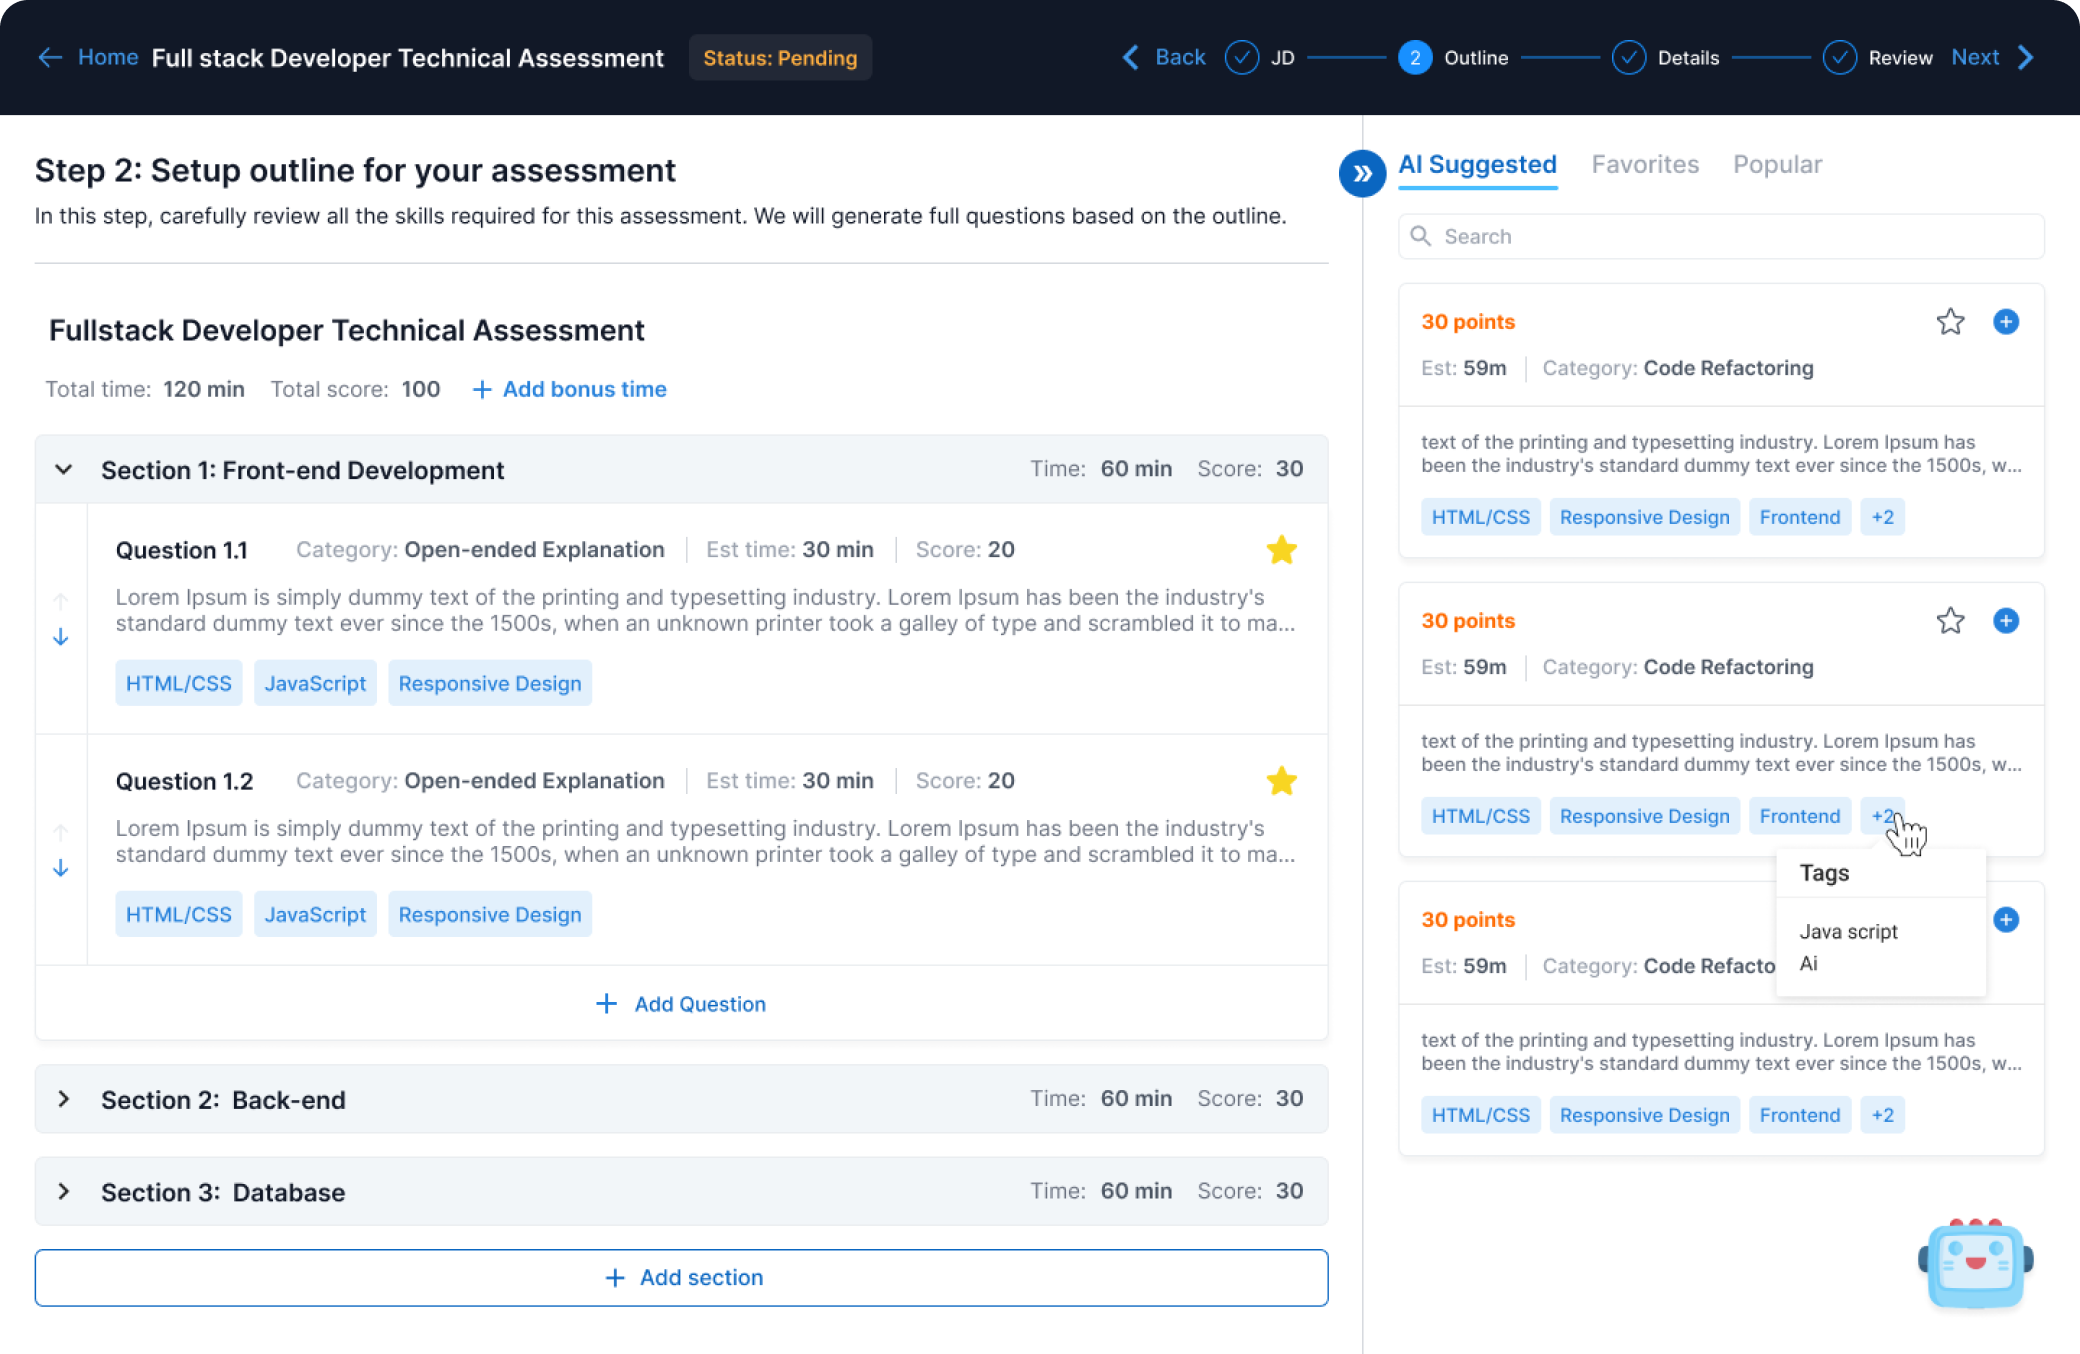 Home Full stack Developer Technical Assessment Status: Pending Back JD 2 Outline Details Review Next
Step 2: Setup outline for your assessment
In this step, carefully review all the skills required for this assessment. We will generate full questions based on the outline.
Fullstack Developer Technical Assessment
Total time: 120 min Total score: 100 + Add bonus time
Section 1: Front-end Development Time: 60 min Score: 30
Question 1.1 Category: Open-ended Explanation Est time: 30 min Score: 20
Lorem Ipsum is simply dummy text of the printing and typesetting industry. Lorem Ipsum has been the industry's
standard dummy text ever since the 1500s, when an unknown printer took a galley of type and scrambled it to ma...
HTML/CSS JavaScript Responsive Design
Question 1.2 Category: Open-ended Explanation Est time: 30 min Score: 20
Lorem Ipsum is simply dummy text of the printing and typesetting industry. Lorem Ipsum has been the industry's
standard dummy text ever since the 1500s, when an unknown printer took a galley of type and scrambled it to ma...
HTML/CSS JavaScript Responsive Design
+ Add Question
Section 2: Back-end Time: 60 min Score: 30
Section 3: Database Time: 60 min Score: 30
+ Add section
AI Suggested Favorites Popular
Search
30 points
Est: 59m Category: Code Refactoring
text of the printing and typesetting industry. Lorem Ipsum has
been the industry's standard dummy text ever since the 1500s, w...
HTML/CSS Responsive Design Frontend +2
30 points
Est: 59m Category: Code Refactoring
text of the printing and typesetting industry. Lorem Ipsum has
been the industry's standard dummy text ever since the 1500s, w...
HTML/CSS Responsive Design Frontend +2
Tags
Java script
Ai
30 points
Est: 59m Category: Code Refacto
text of the printing and typesetting industry. Lorem Ipsum has
been the industry's standard dummy text ever since the 1500s, w...
HTML/CSS Responsive Design Frontend +2